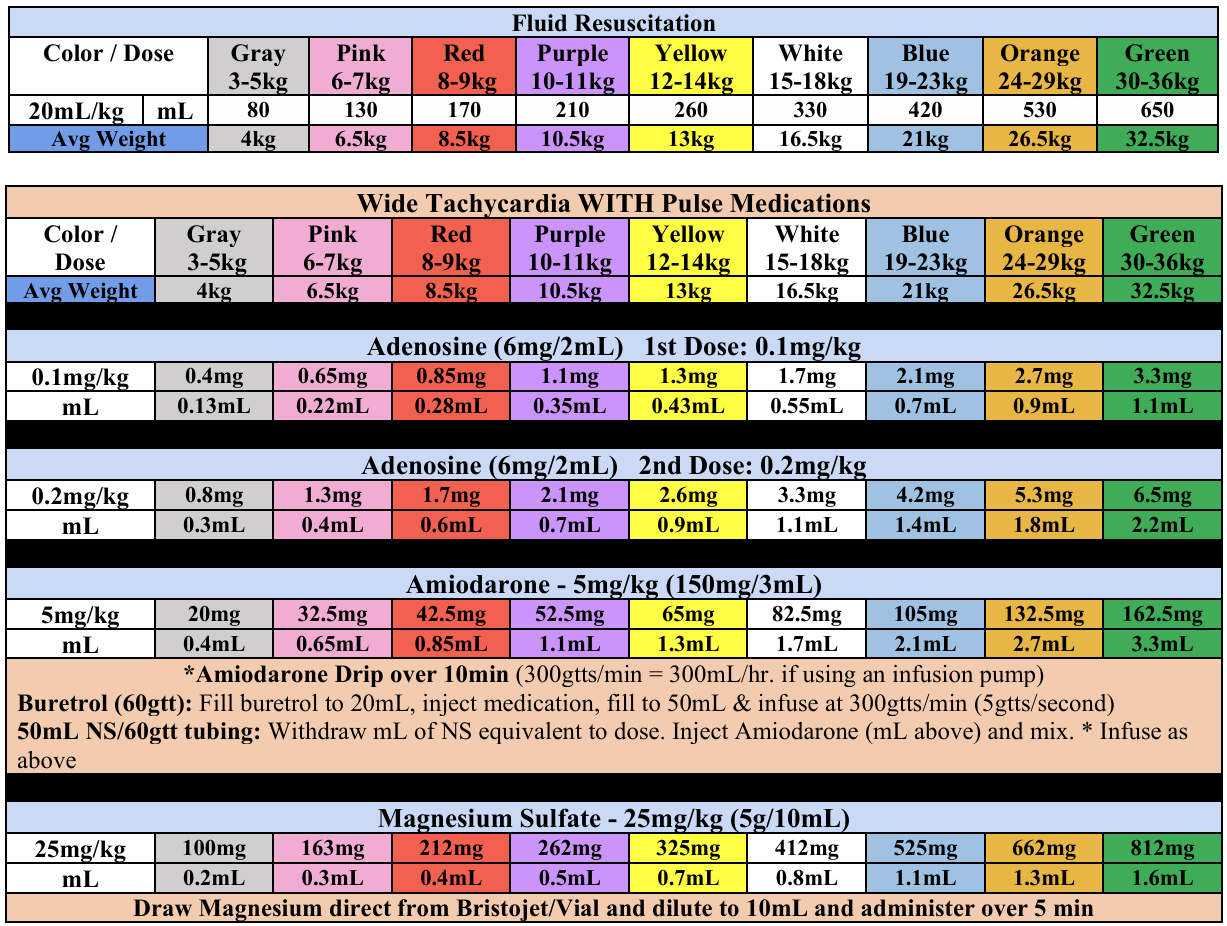 Fluid Resuscitation
Color / Dose Gray Pink Red Purple Yellow White Blue Orange Green
3-5kg 6-7kg 8-9kg 10-11kg 12-14kg 15-18kg 19-23kg 24-29kg 30-36kg
20mL/kg mL 80 130 170 210 260 330 420 530 650
Avg Weight 4kg 6.5kg 8.5kg 10.5kg 13kg 16.5kg 21kg 26.5kg 32.5kg
Wide Tachycardia WITH Pulse Medications
Color / Gray Pink Red Purple Yellow White Blue Orange Green
Dose 3-5kg 6-7kg 8-9kg 10-11kg 12-14kg 15-18kg 19-23kg 24-29kg 30-36kg
Avg Weight 4kg 6.5kg 8.5kg 10.5kg 13kg 16.5kg 21kg 26.5kg 32.5kg
Adenosine (6mg/2mL) 1st Dose: 0.1mg/kg
0.1mg/kg 0.4mg 0.65mg 0.85mg 1.1mg 1.3mg 1.7mg 2.1mg 2.7mg 3.3mg
mL 0.13mL 0.22mL 0.28mL 0.35mL 0.43mL 0.55mL 0.7mL 0.9mL 1.1mL
Adenosine (6mg/2mL) 2nd Dose: 0.2mg/kg
0.2mg/kg 0.8mg 1.3mg 1.7mg 2.1mg 2.6mg 3.3mg 4.2mg 5.3mg 6.5mg
mL 0.3mL 0.4mL 0.6mL 0.7mL 0.9mL 1.1mL 1.4mL 1.8mL 2.2mL
Amiodarone - 5mg/kg (150mg/3mL)
5mg/kg 20mg 32.5mg 42.5mg 52.5mg 65mg 82.5mg 105mg 132.5mg 162.5mg
mL 0.4mL 0.65mL 0.85mL 1.1mL 1.3mL 1.7mL 2.1mL 2.7mL 3.3mL
*Amiodarone Drip over 10min (300gtts/min = 300mL/hr. if using an infusion pump)
Buretrol (60gtt): Fill buretrol to 20mL, inject medication, fill to 50mL & infuse at 300gtts/min (5gtts/second)
50mL NS/60gtt tubing: Withdraw mL of NS equivalent to dose. Inject Amiodarone (mL above) and mix. * Infuse as
above
Magnesium Sulfate - 25mg/kg (5g/10mL)
25mg/kg 100mg 163mg 212mg 262mg 325mg 412mg 525mg 662mg 812mg
mL 0.2mL 0.3mL 0.4mL 0.5mL 0.7mL 0.8mL 1.1mL 1.3mL 1.6mL
Draw Magnesium direct from Bristojet/Vial and dilute to 10mL and administer over 5 min